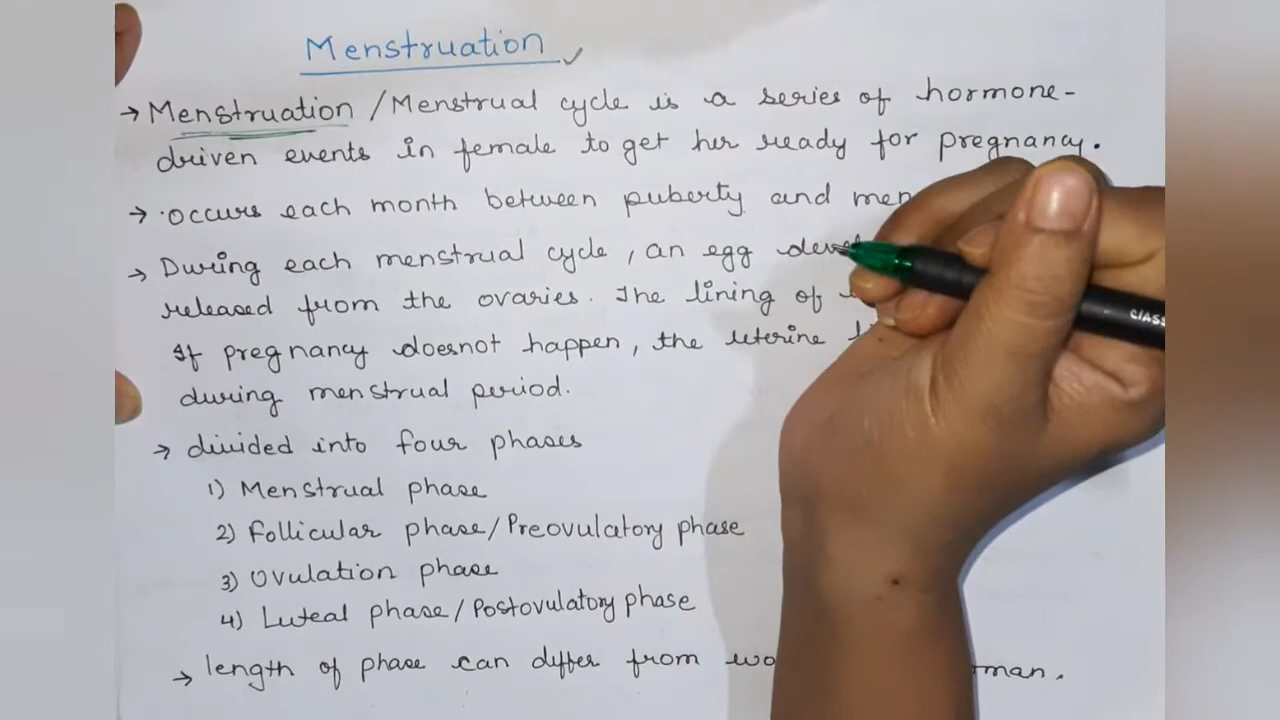 Menstruation
→ Menstruation / Menstrual cycle is a series of hormone-
driven events in female to get her ready for pregnancy.
→ occurs each month between puberty and
→ During each menstrual cycle, an egg
released from the ovaries. The lining of
If pregnancy doesnot happen, the uterine
during menstrual period.
→ divided into four phases
1) Menstrual phase
2) Follicular phase/Preovulatory phase
3) Ovulation phase
4) Luteal phase/Postovulatory phase
→ length of phase can differ from
CLASS